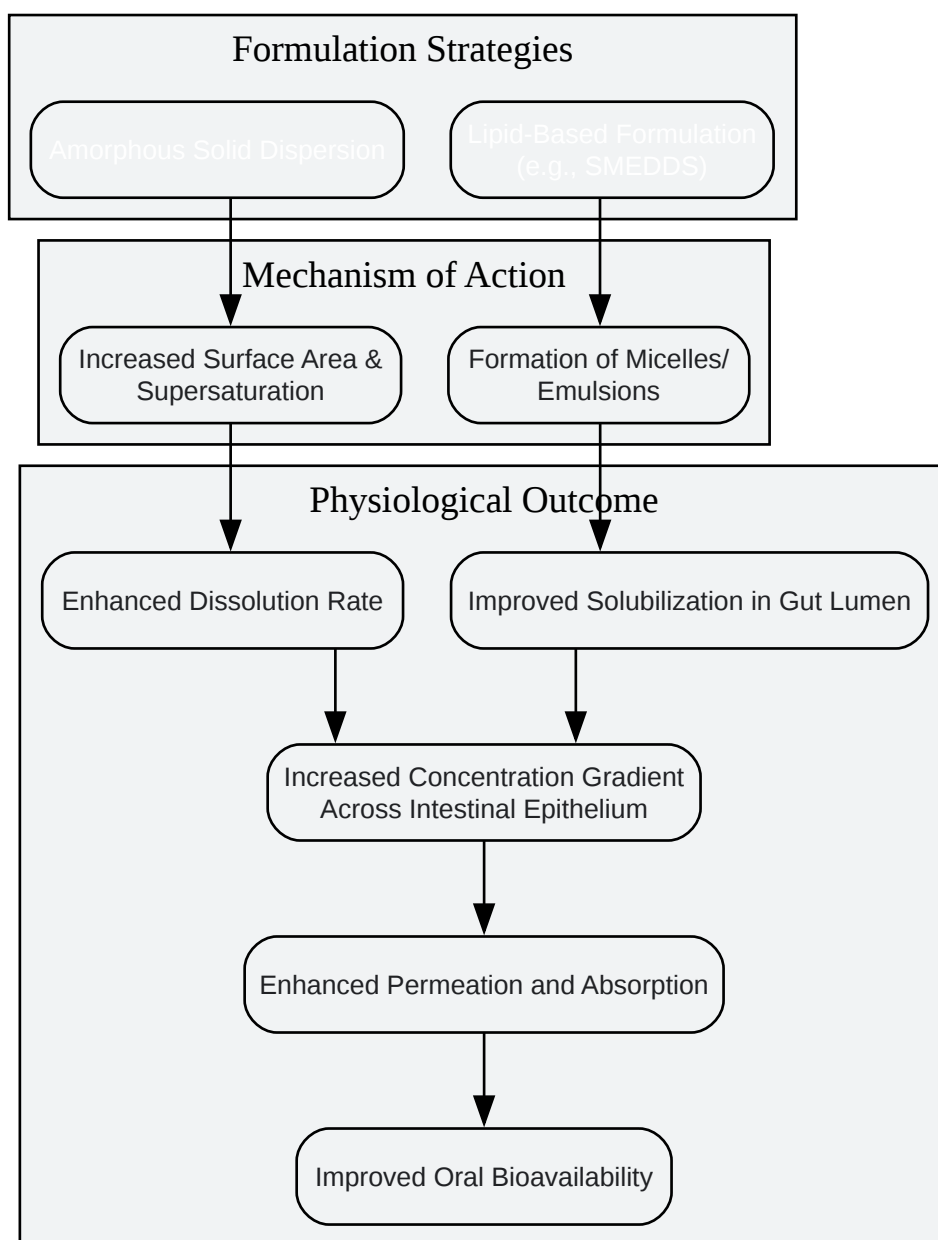 Formulation Strategies
Amorphous Solid Dispersion
Lipid-Based Formulation
(e.g., SMEDDS)
Mechanism of Action
Increased Surface Area &
Supersaturation
Formation of Micelles/
Emulsions
Physiological Outcome
Enhanced Dissolution Rate
Improved Solubilization in Gut Lumen
Increased Concentration Gradient
Across Intestinal Epithelium
Enhanced Permeation and Absorption
Improved Oral Bioavailability